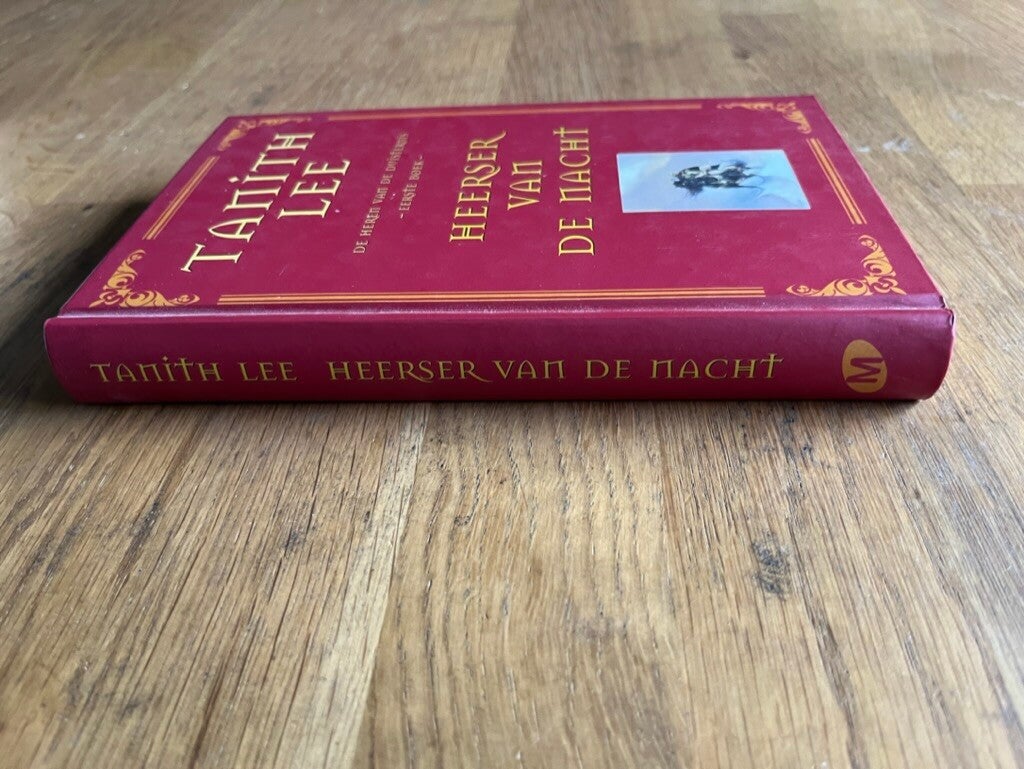 TANITH
LEE
DE HEREN VAN DE DUISTERNIS
- EERSTE BOEK -
HEERSER
VAN
DE NACHT
TANITH LEE HEERSER VAN DE NACHT
M